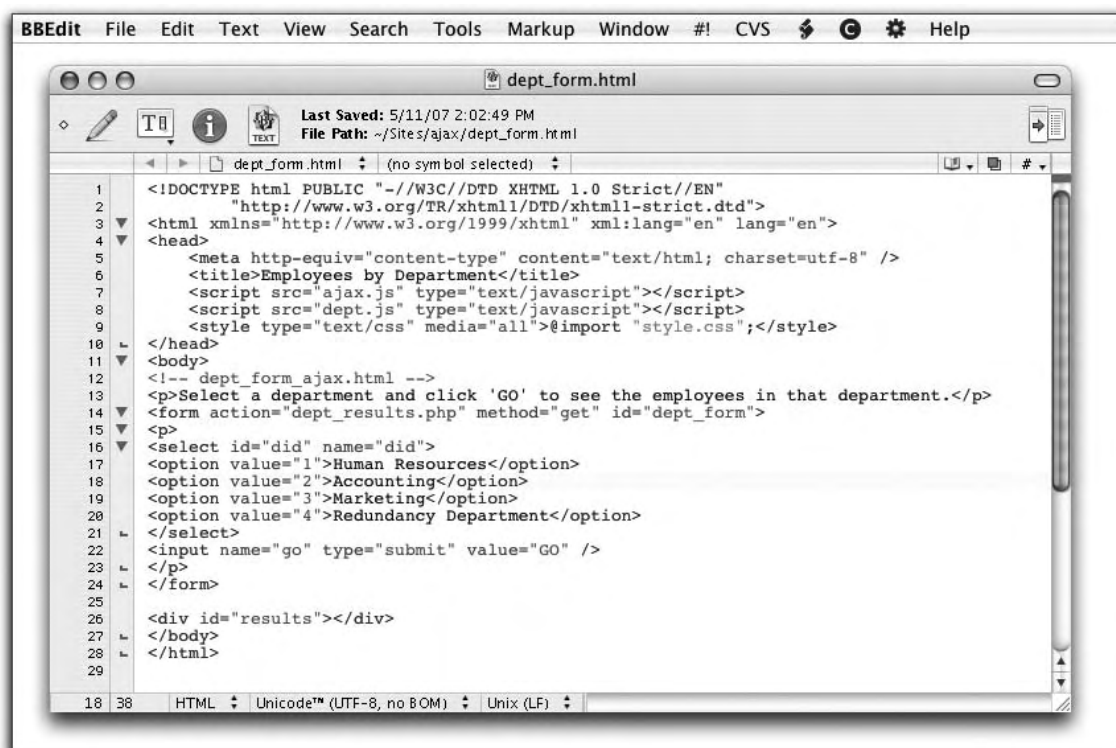 BBEdit File Edit Text View Search Tools Markup Window #! CVS Help
dept_form.html
Last Saved: 5/11/07 2:02:49 PM
File Path: ~/Sites/ajax/dept_form.html
TEXT
dept_form.html (no symbol selected) #
1 <!DOCTYPE html PUBLIC "-//W3C//DTD XHTML 1.0 Strict//EN"
2 "http://www.w3.org/TR/xhtml1/DTD/xhtml1-strict.dtd">
3 <html xmlns="http://www.w3.org/1999/xhtml" xml:lang="en" lang="en">
4 <head>
5 <meta http-equiv="content-type" content="text/html; charset=utf-8" />
6 <title>Employees by Department</title>
7 <script src="ajax.js" type="text/javascript"></script>
8 <script src="dept.js" type="text/javascript"></script>
9 <style type="text/css" media="all">@import "style.css";</style>
10 </head>
11 <body>
12 <!-- dept_form_ajax.html -->
13 <p>Select a department and click 'GO' to see the employees in that department.</p>
14 <form action="dept_results.php" method="get" id="dept_form">
15 <p>
16 <select id="did" name="did">
17 <option value="1">Human Resources</option>
18 <option value="2">Accounting</option>
19 <option value="3">Marketing</option>
20 <option value="4">Redundancy Department</option>
21 </select>
22 <input name="go" type="submit" value="GO" />
23 </p>
24 </form>
25
26 <div id="results"></div>
27 </body>
28 </html>
29
18 38 HTML Unicode™ (UTF-8, no BOM) Unix (LF)